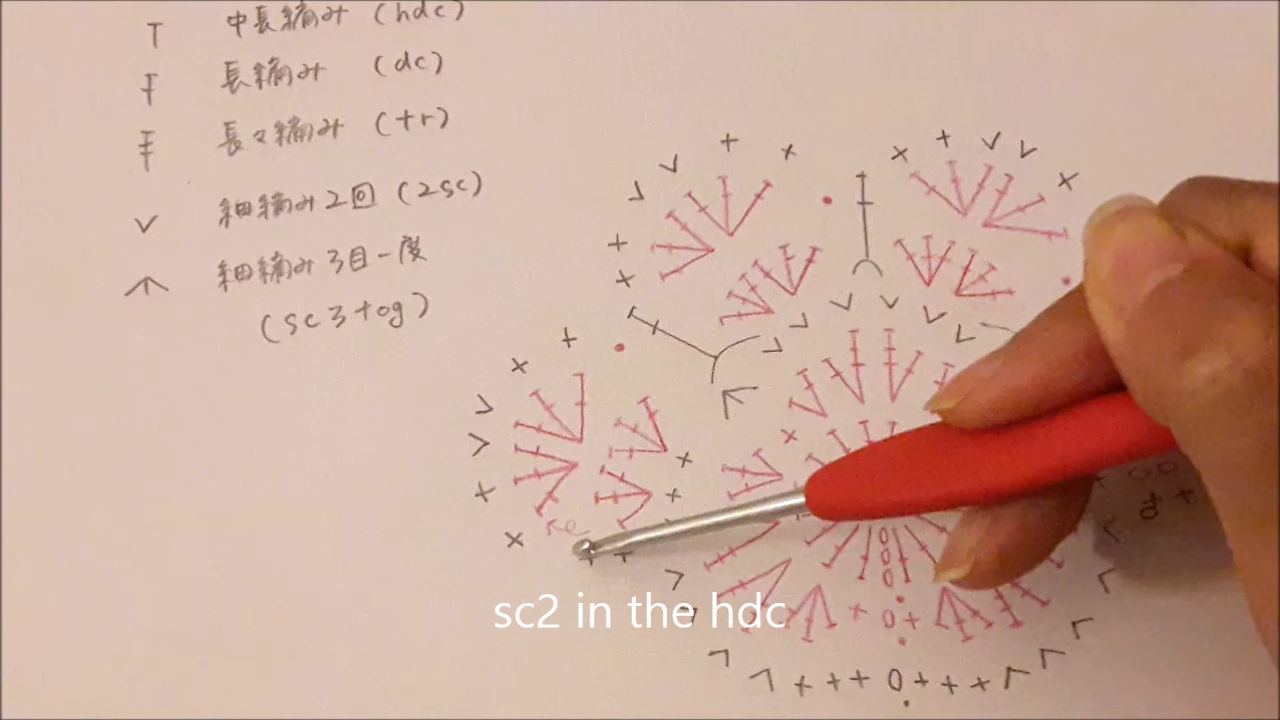 中長編み (hdc)
長編み (dc)
長々編み (tr)
細編み2回 (2sc)
細編み3目一度
(sc3tog)
sc2 in the hdc